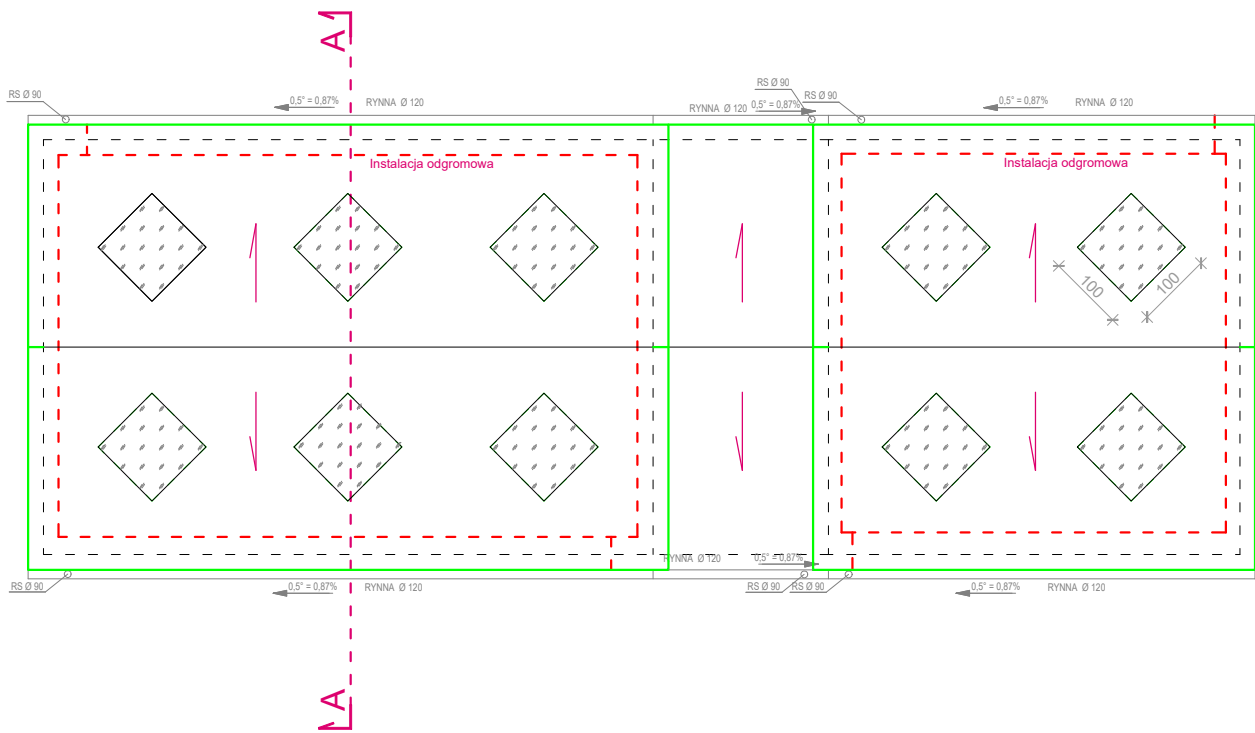 A
RS Ø 90
0,5° = 0,87%
RYNNA Ø 120
RS Ø 90
RYNNA Ø 120
0,5° = 0,87%
RS Ø 90
0,5° = 0,87%
RYNNA Ø 120
Instalacja odgromowa
Instalacja odgromowa
100
100
RYNNA Ø 120
0,5° = 0,87%
RS Ø 90
0,5° = 0,87%
RYNNA Ø 120
RS Ø 90
RS Ø 90
0,5° = 0,87%
RYNNA Ø 120
A